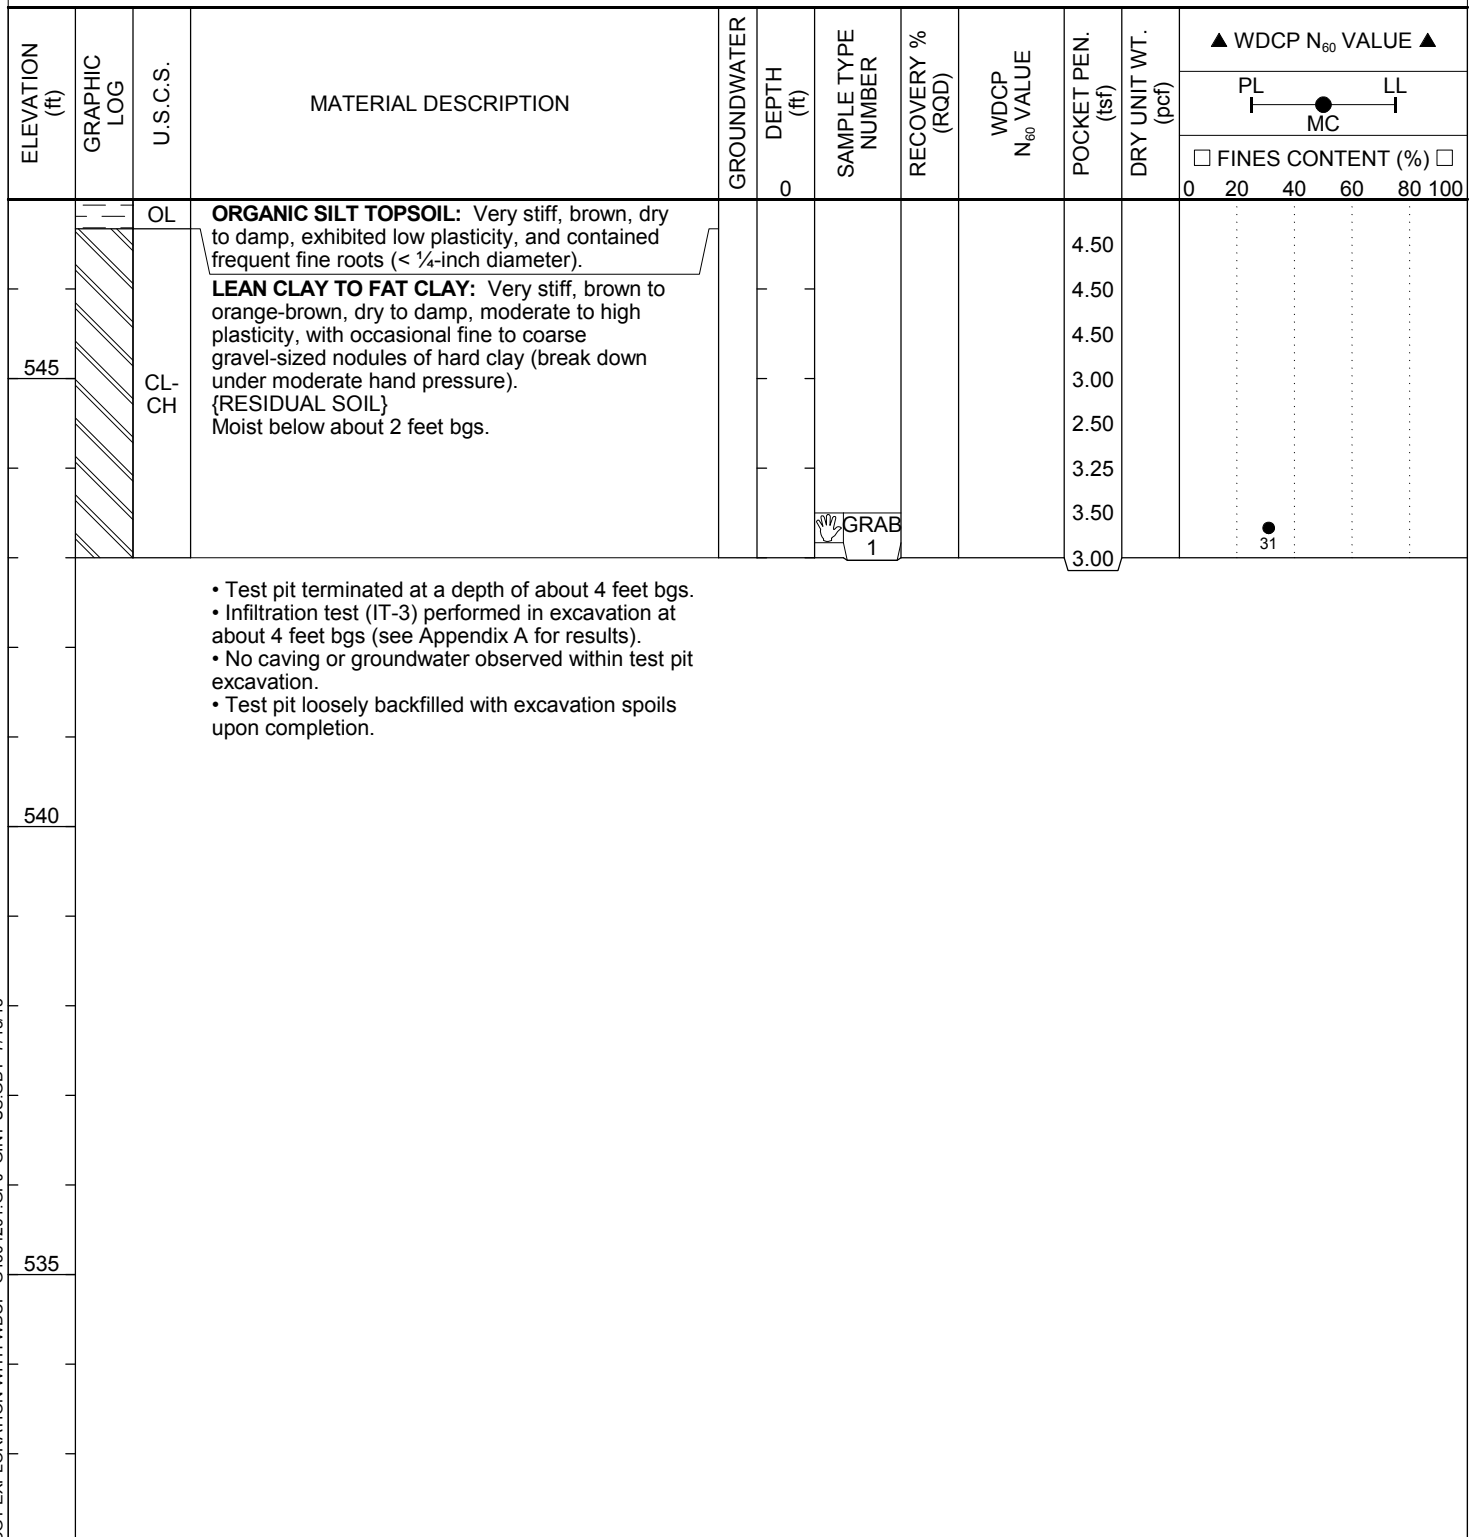 ELEVATION
(ft)
GRAPHIC
LOG
U.S.C.S.
MATERIAL DESCRIPTION
GROUNDWATER
DEPTH
(ft)
0
SAMPLE TYPE
NUMBER
RECOVERY %
(RQD)
WDCP
N60 VALUE
POCKET PEN.
(tsf)
DRY UNIT WT.
(pcf)
▲ WDCP N60 VALUE ▲
PL LL
MC
□ FINES CONTENT (%) □
0 20 40 60 80 100
OL
ORGANIC SILT TOPSOIL: Very stiff, brown, dry
to damp, exhibited low plasticity, and contained
frequent fine roots (< ¼-inch diameter).
LEAN CLAY TO FAT CLAY: Very stiff, brown to
orange-brown, dry to damp, moderate to high
plasticity, with occasional fine to coarse
gravel-sized nodules of hard clay (break down
under moderate hand pressure).
{RESIDUAL SOIL}
Moist below about 2 feet bgs.
CL-
CH
545
4.50
4.50
4.50
3.00
2.50
3.25
3.50
3.00
GRAB
1
31
• Test pit terminated at a depth of about 4 feet bgs.
• Infiltration test (IT-3) performed in excavation at
about 4 feet bgs (see Appendix A for results).
• No caving or groundwater observed within test pit
excavation.
• Test pit loosely backfilled with excavation spoils
upon completion.
540
535